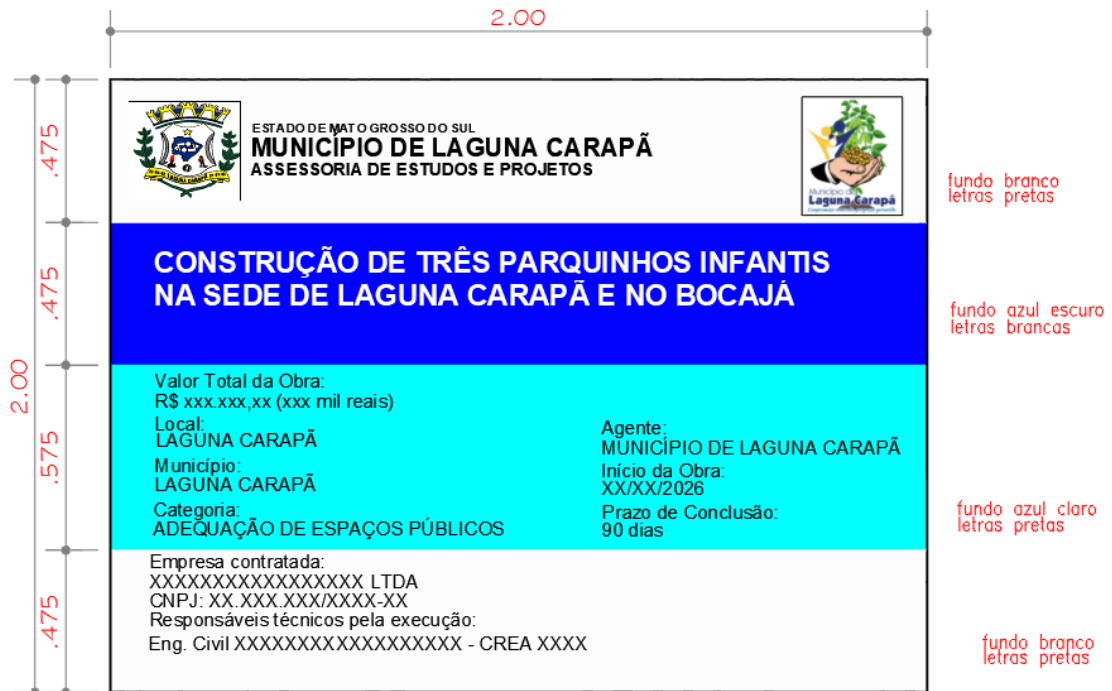 2.00
ESTADO DE MATO GROSSO DO SUL
MUNICÍPIO DE LAGUNA CARAPÃ
ASSESSORIA DE ESTUDOS E PROJETOS
Município de
Laguna Carapã
.475
fundo branco
letras pretas
CONSTRUÇÃO DE TRÊS PARQUINHOS INFANTIS
NA SEDE DE LAGUNA CARAPÃ E NO BOCAJÁ
.475
fundo azul escuro
letras brancas
2.00
Valor Total da Obra:
R$ xxx.xxx,xx (xxx mil reais)
Local:
LAGUNA CARAPÃ
Município:
LAGUNA CARAPÃ
Categoria:
ADEQUAÇÃO DE ESPAÇOS PÚBLICOS
Agente:
MUNICÍPIO DE LAGUNA CARAPÃ
Início da Obra:
XX/XX/2026
Prazo de Conclusão:
90 dias
.575
fundo azul claro
letras pretas
Empresa contratada:
XXXXXXXXXXXXXXXXX LTDA
CNPJ: XX.XXX.XXX/XXXX-XX
Responsáveis técnicos pela execução:
Eng. Civil XXXXXXXXXXXXXXXXXX - CREA XXXX
.475
fundo branco
letras pretas